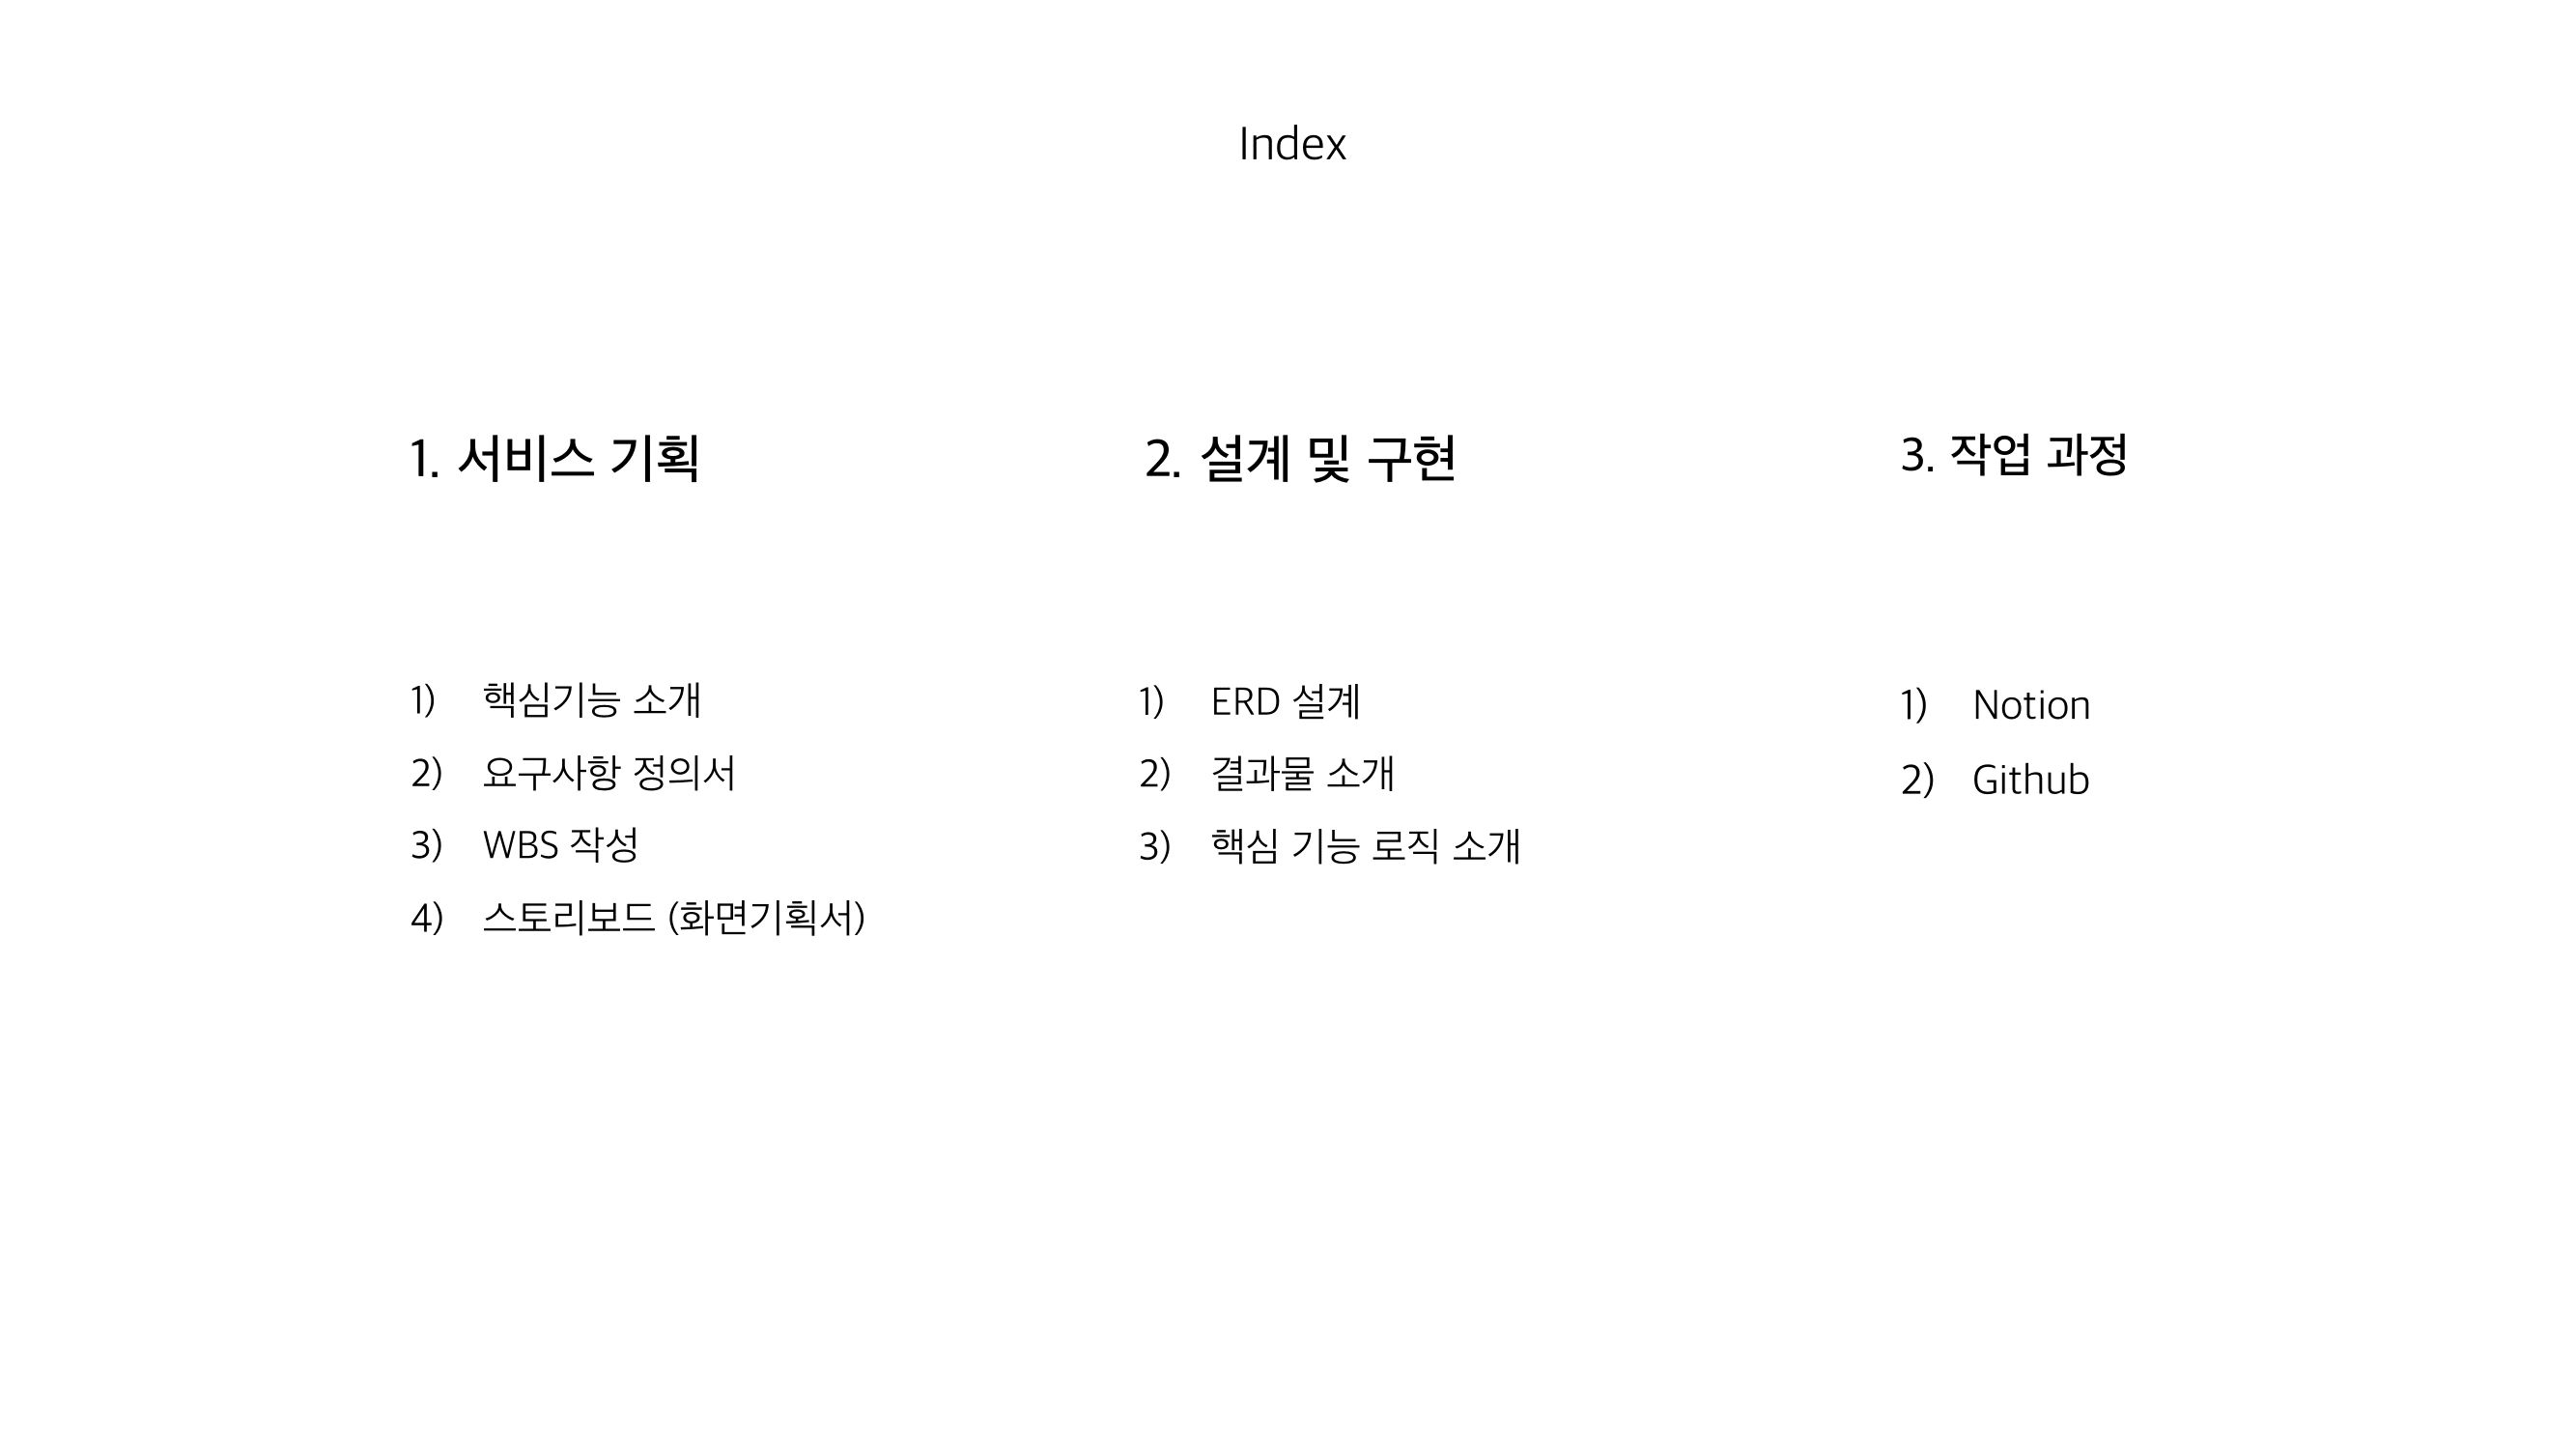 Index
1. 서비스 기획
1) 핵심기능 소개
2) 요구사항 정의서
3) WBS 작성
4) 스토리보드 (화면기획서)
2. 설계 및 구현
1) ERD 설계
2) 결과물 소개
3) 핵심 기능 로직 소개
3. 작업 과정
1) Notion
2) Github